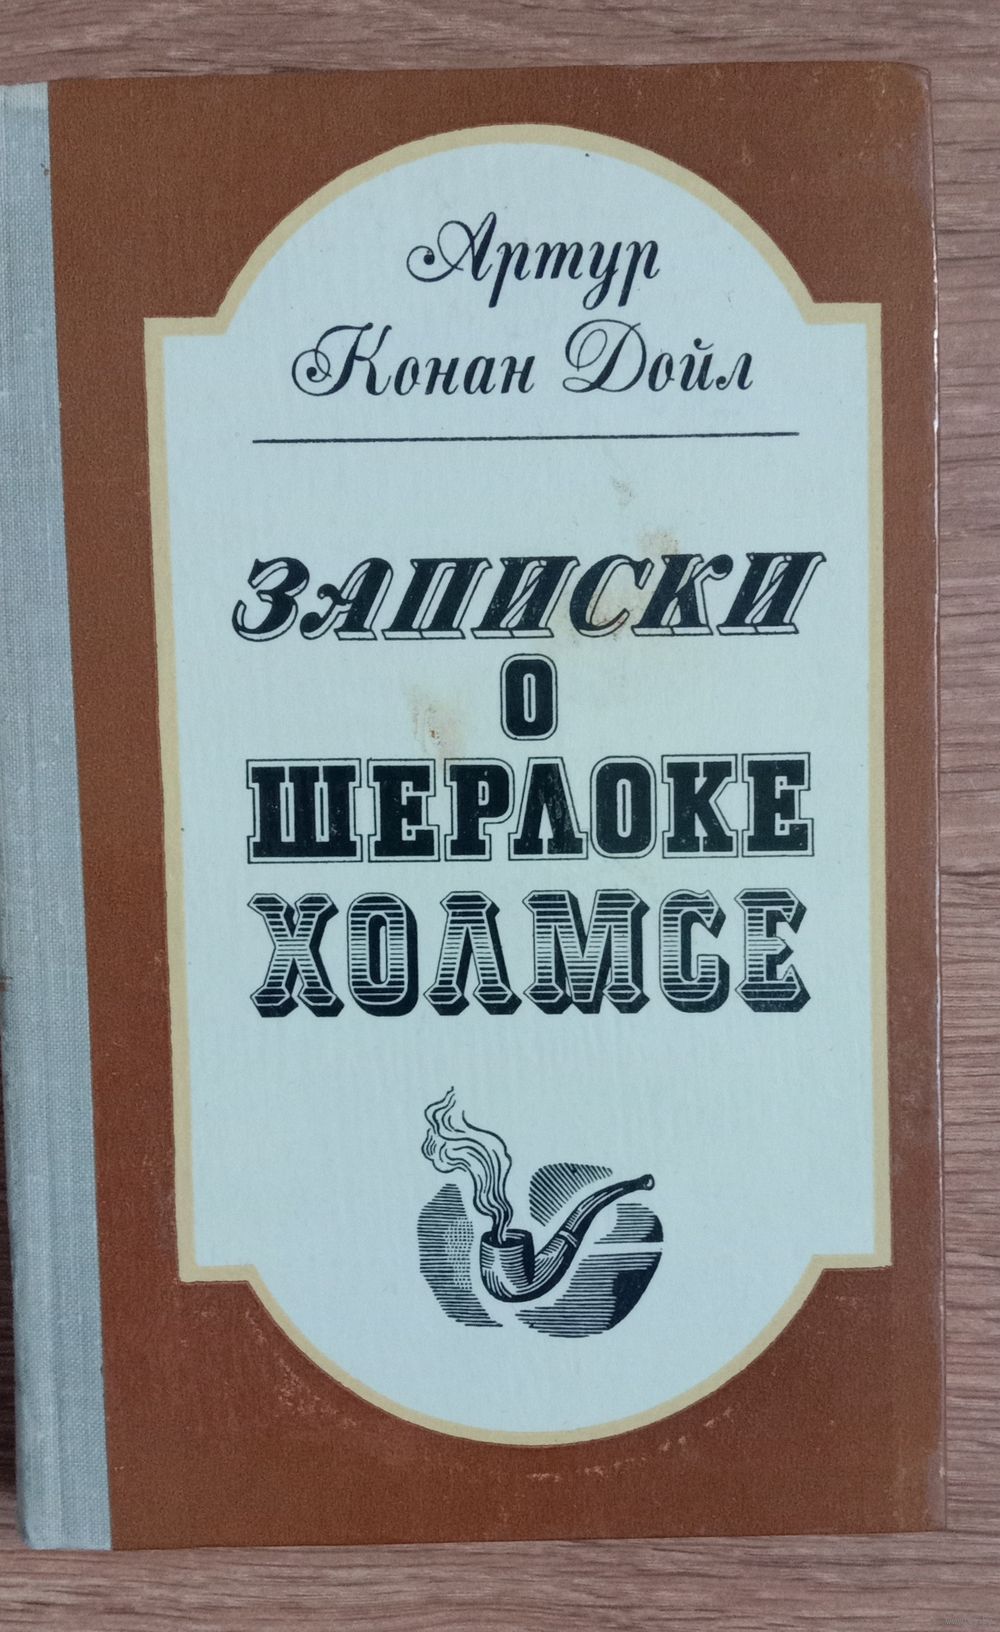 Артур
Конан Дойл
ЗАПИСКИ
О
ШЕРЛОКЕ
ХОЛМСЕ